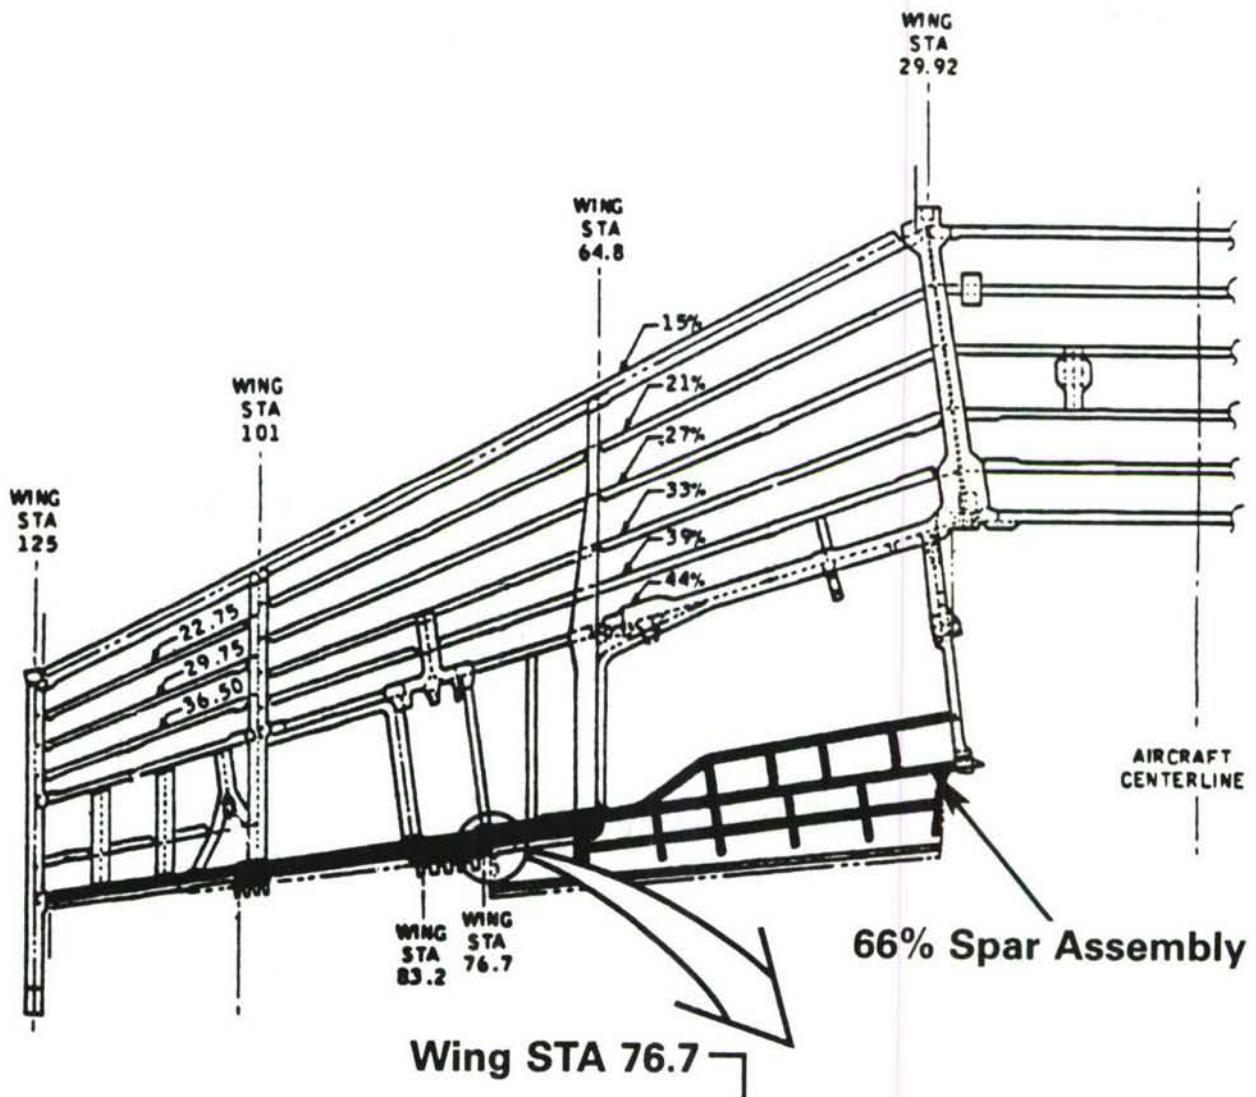 WING
STA
29.92
WING
STA
64.8
15%
21%
27%
33%
39%
44%
WING
STA
101
WING
STA
125
22.75
29.75
36.50
AIRCRAFT
CENTERLINE
WING
STA
83.2
WING
STA
76.7
66% Spar Assembly
Wing STA 76.7